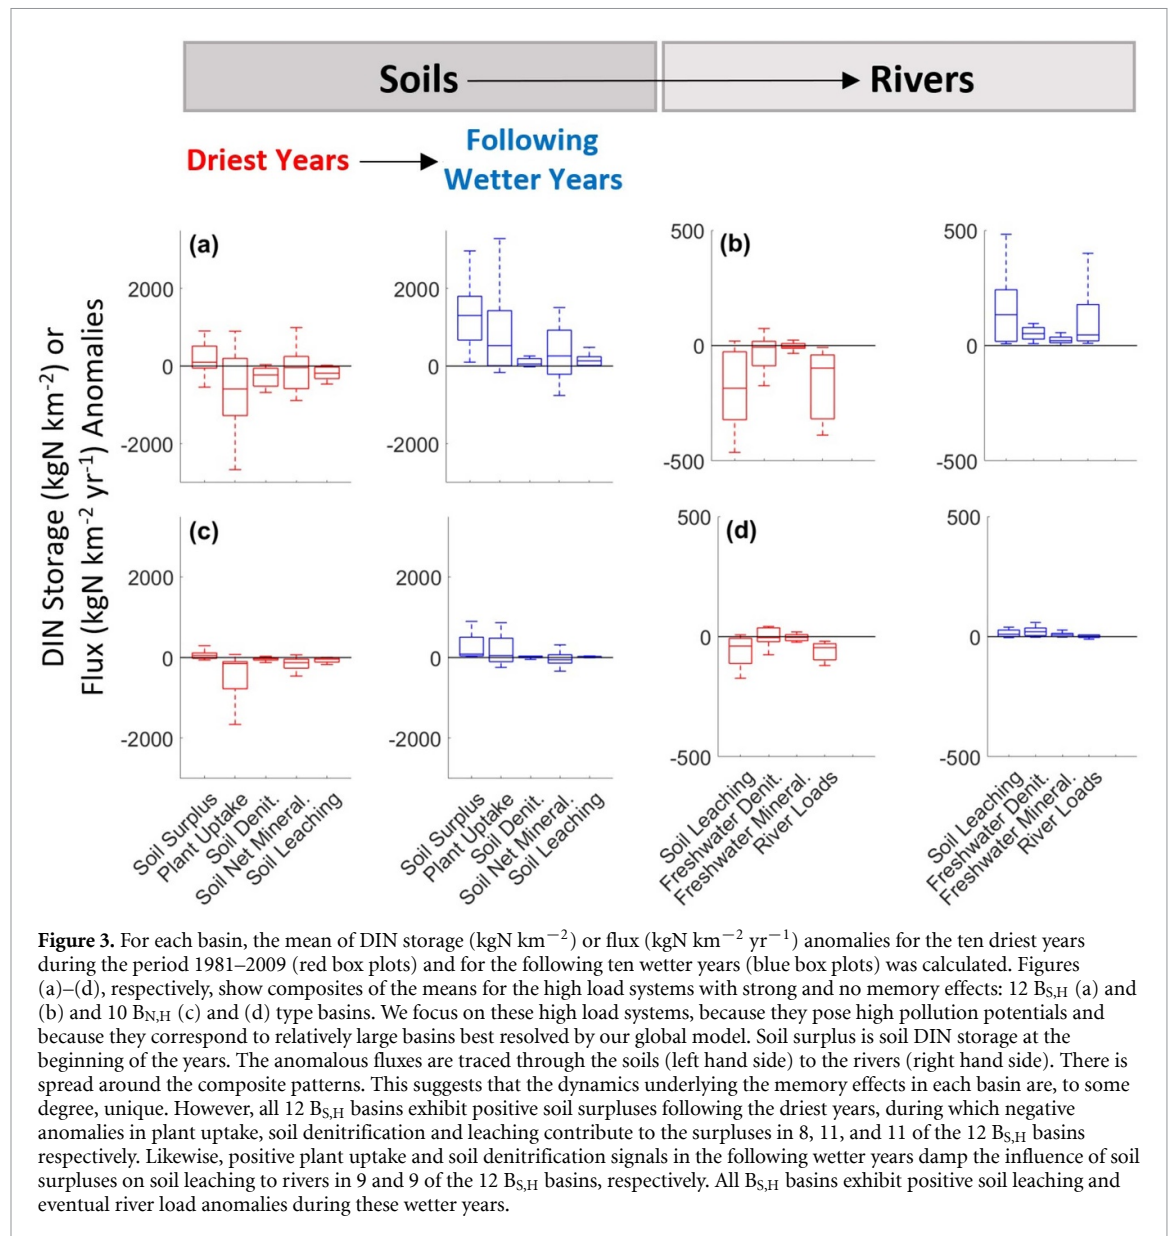 Soils
Rivers
Driest Years
Following
Wetter Years
DIN Storage (kgN km-2) or
Flux (kgN km-2 yr-1) Anomalies
(a)
2000
0
-2000
2000
0
-2000
(b)
500
0
-500
500
0
-500
(c)
2000
0
-2000
2000
0
-2000
(d)
500
0
-500
500
0
-500
Soil Surplus
Plant Uptake
Soil Denit.
Soil Net Mineral.
Soil Leaching
Soil Surplus
Plant Uptake
Soil Denit.
Soil Net Mineral.
Soil Leaching
Soil Leaching
Freshwater Denit.
Freshwater Mineral.
River Loads
Soil Leaching
Freshwater Denit.
Freshwater Mineral.
River Loads
Figure 3. For each basin, the mean of DIN storage (kgN km−2) or flux (kgN km−2 yr−1) anomalies for the ten driest years
during the period 1981–2009 (red box plots) and for the following ten wetter years (blue box plots) was calculated. Figures
(a)–(d), respectively, show composites of the means for the high load systems with strong and no memory effects: 12 BS,H (a) and
(b) and 10 BN,H (c) and (d) type basins. We focus on these high load systems, because they pose high pollution potentials and
because they correspond to relatively large basins best resolved by our global model. Soil surplus is soil DIN storage at the
beginning of the years. The anomalous fluxes are traced through the soils (left hand side) to the rivers (right hand side). There is
spread around the composite patterns. This suggests that the dynamics underlying the memory effects in each basin are, to some
degree, unique. However, all 12 BS,H basins exhibit positive soil surpluses following the driest years, during which negative
anomalies in plant uptake, soil denitrification and leaching contribute to the surpluses in 8, 11, and 11 of the 12 BS,H basins
respectively. Likewise, positive plant uptake and soil denitrification signals in the following wetter years damp the influence of soil
surpluses on soil leaching to rivers in 9 and 9 of the 12 BS,H basins, respectively. All BS,H basins exhibit positive soil leaching and
eventual river load anomalies during these wetter years.